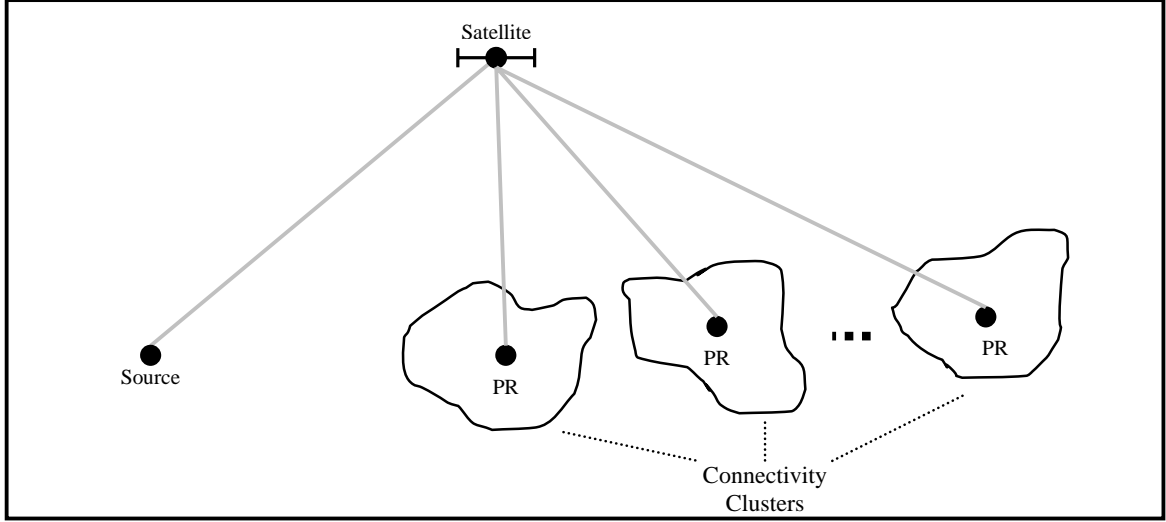 Satellite
Source
PR
PR
PR
Connectivity
Clusters